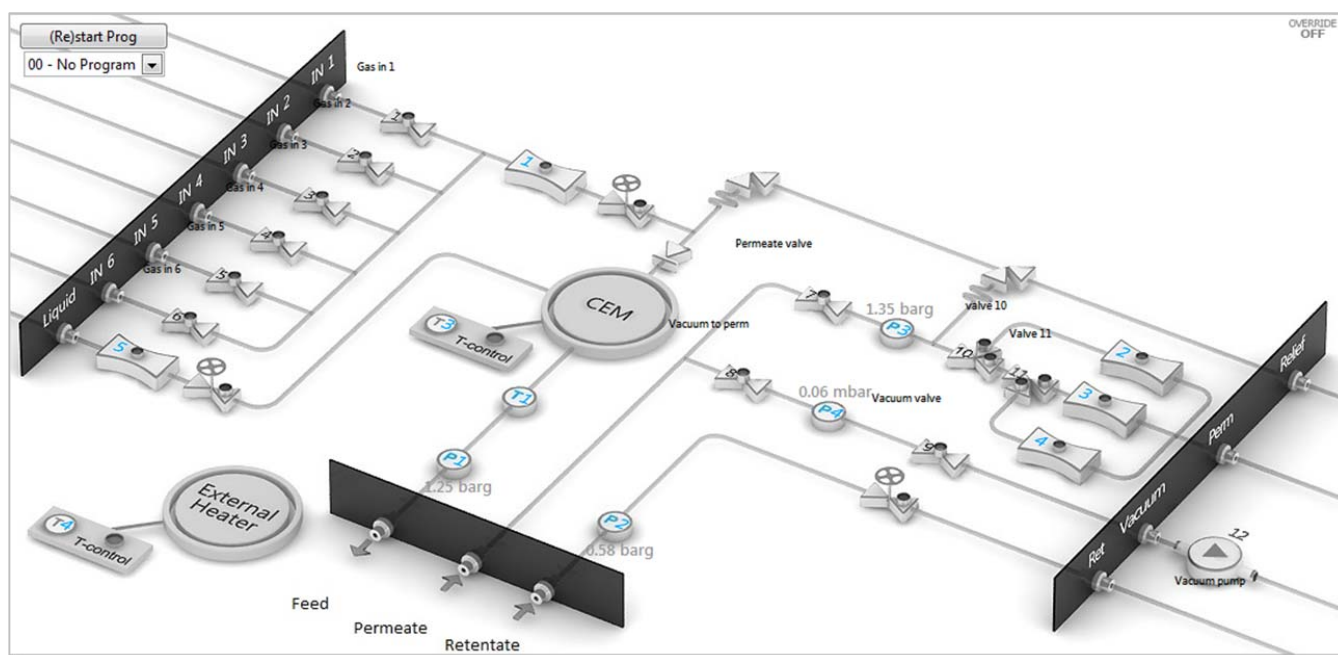 (Re)start Prog
00 - No Program
OVERRIDE
OFF
IN 1
Gas in 1
IN 2
Gas in 2
IN 3
Gas in 3
IN 4
Gas in 4
IN 5
Gas in 5
IN 6
Gas in 6
Liquid
1
2
3
4
5
6
1
5
CEM
T3
T-control
Permeate valve
Vacuum to perm
7
1.35 barg
P3
valve 10
Valve 11
10
11
2
3
4
8
0.06 mbar
P4
Vacuum valve
9
T1
P1
1.25 barg
P2
0.58 barg
External
Heater
T4
T-control
Relief
Perm
Vacuum
Ret
12
Vacuum pump
Feed
Permeate
Retentate